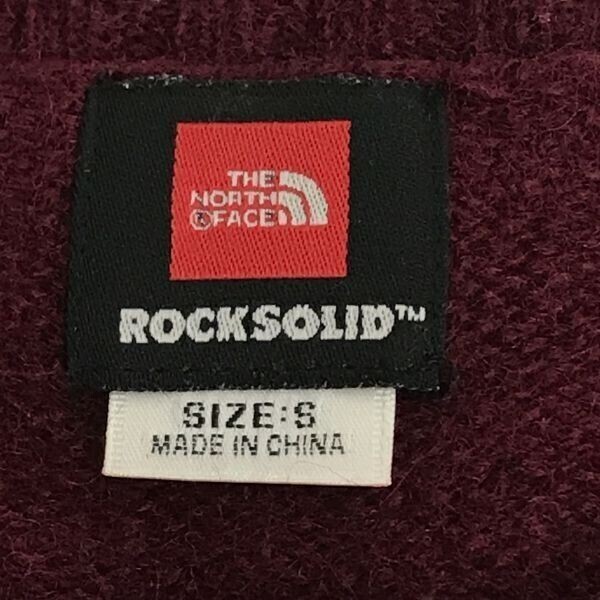 THE
NORTH
®FACE
ROCKSOLID™
SIZE:S
MADE IN CHINA